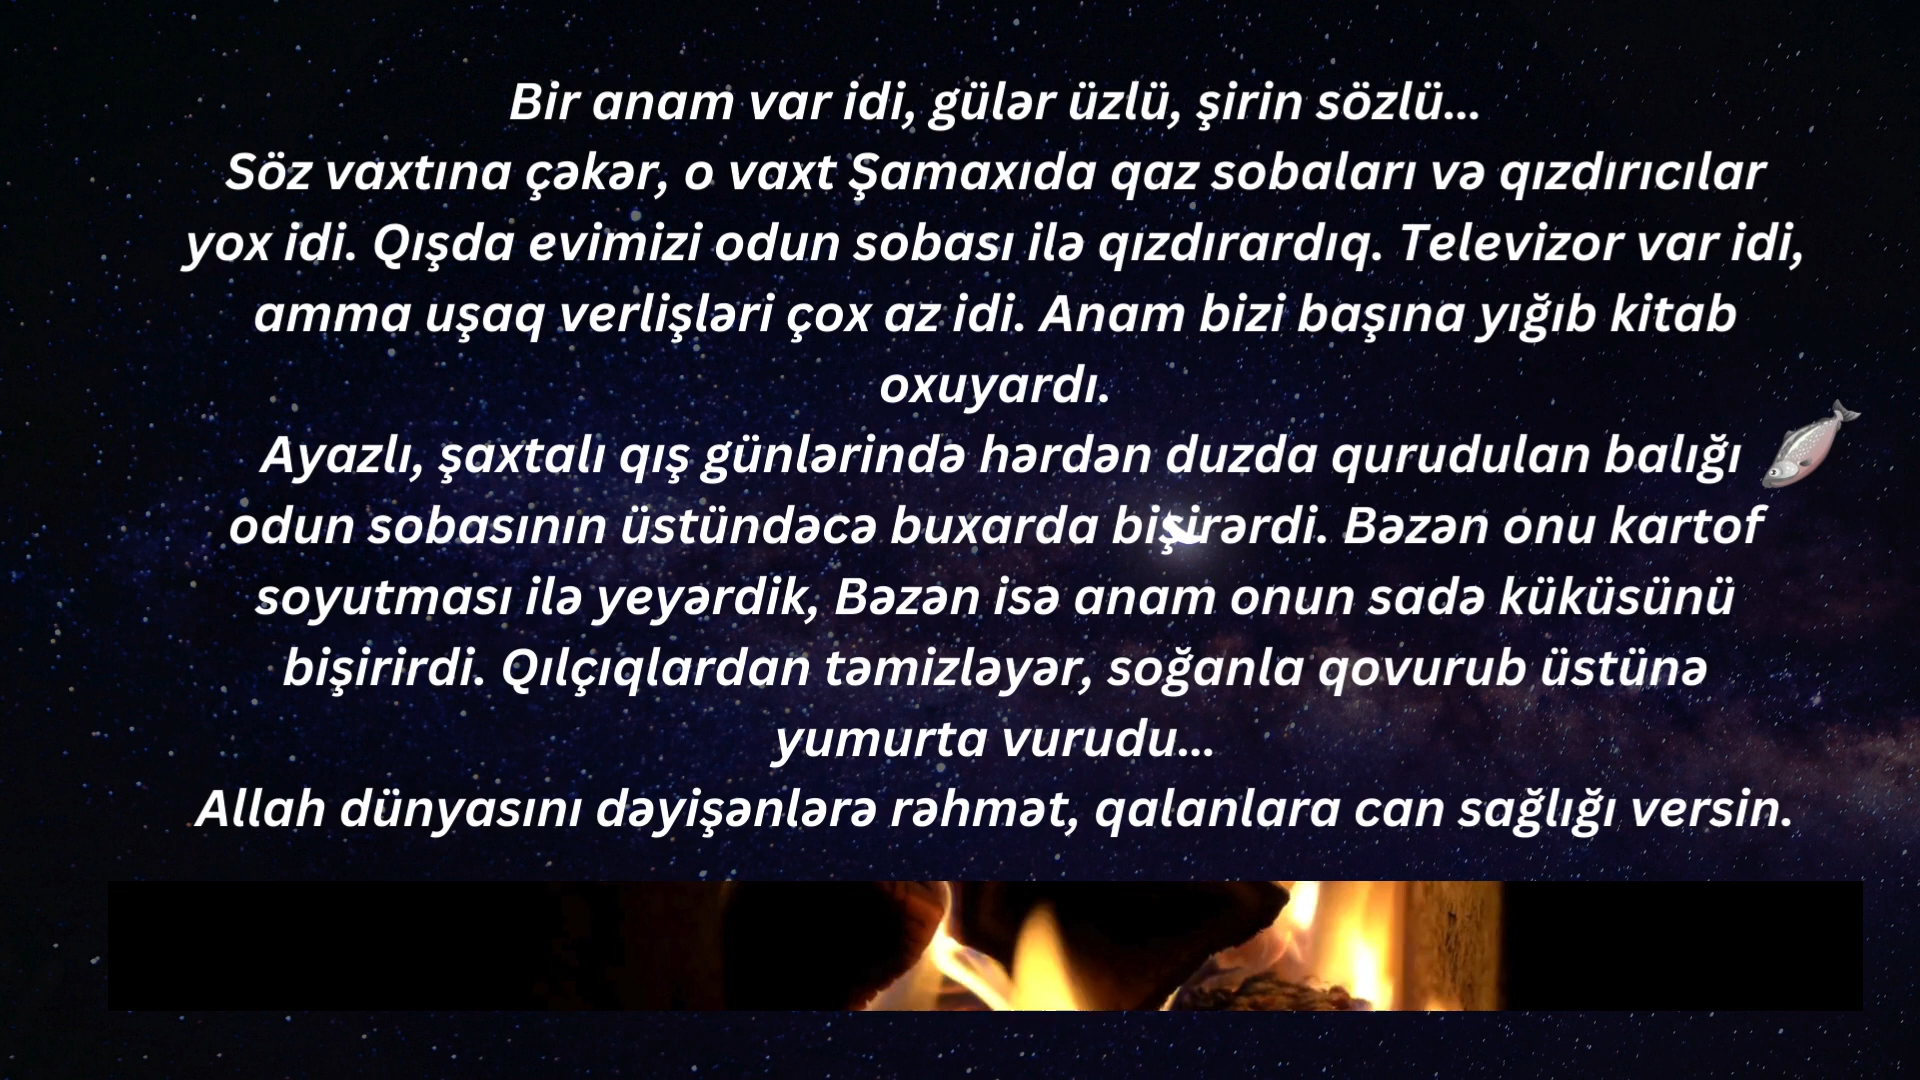 Bir anam var idi, gülər üzlü, şirin sözlü...
Söz vaxtına çəkər, o vaxt Şamaxıda qaz sobaları və qızdırıcılar
yox idi. Qışda evimizi odun sobası ilə qızdırardıq. Televizor var idi,
amma uşaq verlişləri çox az idi. Anam bizi başına yığıb kitab
oxuyardı.
Ayazlı, şaxtalı qış günlərində hərdən duzda qurudulan balığı
odun sobasının üstündəcə buxarda bişirərdi. Bəzən onu kartof
soyutması ilə yeyərdik, Bəzən isə anam onun sadə küküsünü
bişirirdi. Qılçıqlardan təmizləyər, soğanla qovurub üstünə
yumurta vurudu...
Allah dünyasını dəyişənlərə rəhmət, qalanlara can sağlığı versin.